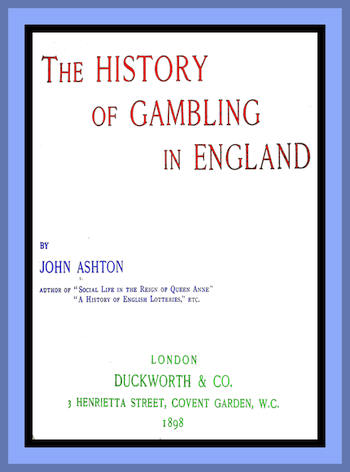 THE HISTORY
OF GAMBLING
IN ENGLAND
BY
JOHN ASHTON
AUTHOR OF "SOCIAL LIFE IN THE REIGN OF QUEEN ANNE"
"A HISTORY OF ENGLISH LOTTERIES," ETC.
LONDON
DUCKWORTH & CO.
3 HENRIETTA STREET, COVENT GARDEN, W.C.
1898